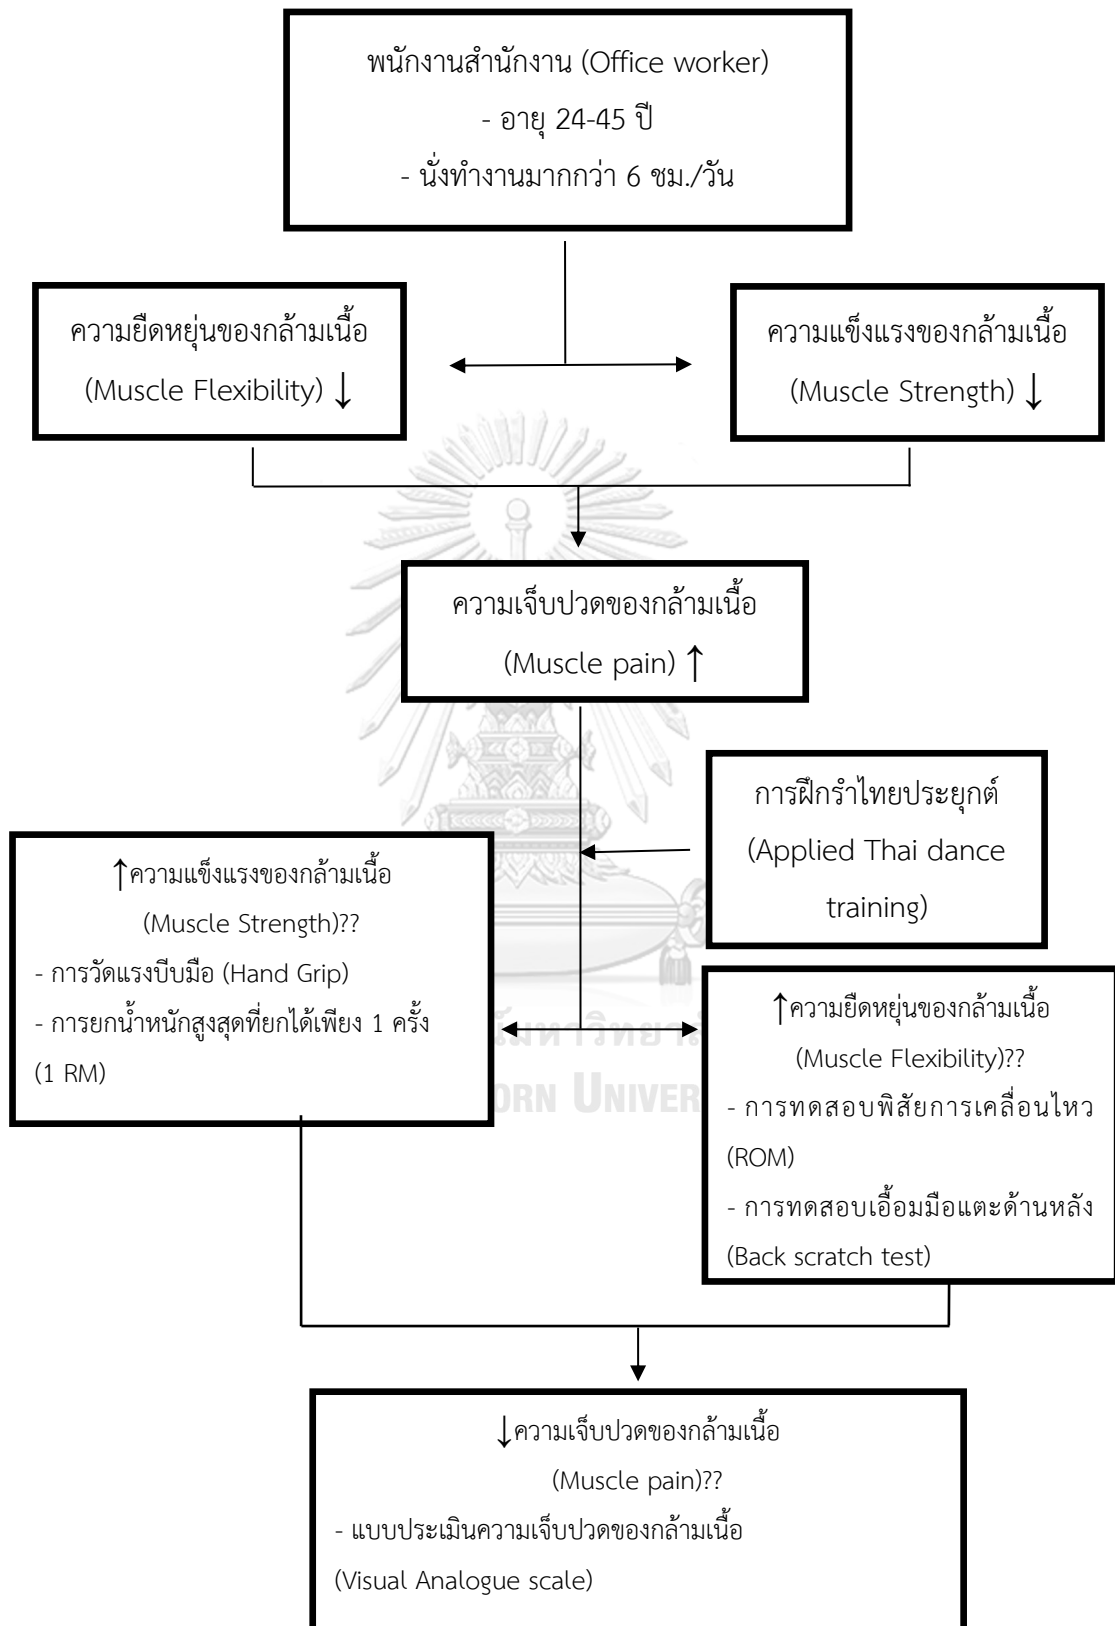 พนักงานสำนักงาน (Office worker)
- อายุ 24-45 ปี
- นั่งทำงานมากกว่า 6 ชม./วัน
ความยืดหยุ่นของกล้ามเนื้อ
(Muscle Flexibility) ↓
ความแข็งแรงของกล้ามเนื้อ
(Muscle Strength) ↓
ความเจ็บปวดของกล้ามเนื้อ
(Muscle pain) ↑
การฝึกรำไทยประยุกต์
(Applied Thai dance
training)
↑ความแข็งแรงของกล้ามเนื้อ
(Muscle Strength)??
- การวัดแรงบีบมือ (Hand Grip)
- การยกน้ำหนักสูงสุดที่ยกได้เพียง 1 ครั้ง
(1 RM)
↑ความยืดหยุ่นของกล้ามเนื้อ
(Muscle Flexibility)??
- การทดสอบพิสัยการเคลื่อนไหว
(ROM)
- การทดสอบเอื้อมมือแตะด้านหลัง
(Back scratch test)
↓ความเจ็บปวดของกล้ามเนื้อ
(Muscle pain)??
- แบบประเมินความเจ็บปวดของกล้ามเนื้อ
(Visual Analogue scale)